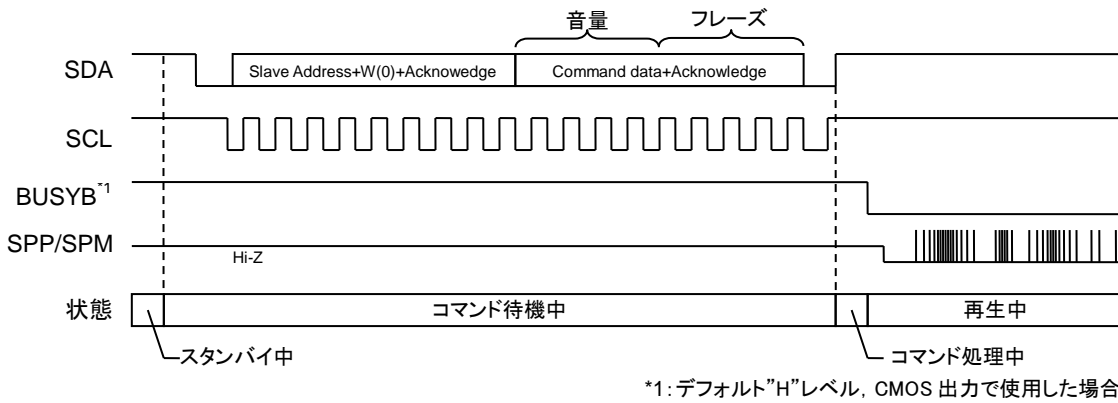 音量 フレーズ
SDA Slave Address+W(0)+Acknowedge Command data+Acknowledge
SCL
BUSYB*1
SPP/SPM
Hi-Z
状態 コマンド待機中 再生中
スタンバイ中 コマンド処理中
*1：デフォルト”H”レベル，CMOS 出力で使用した場合